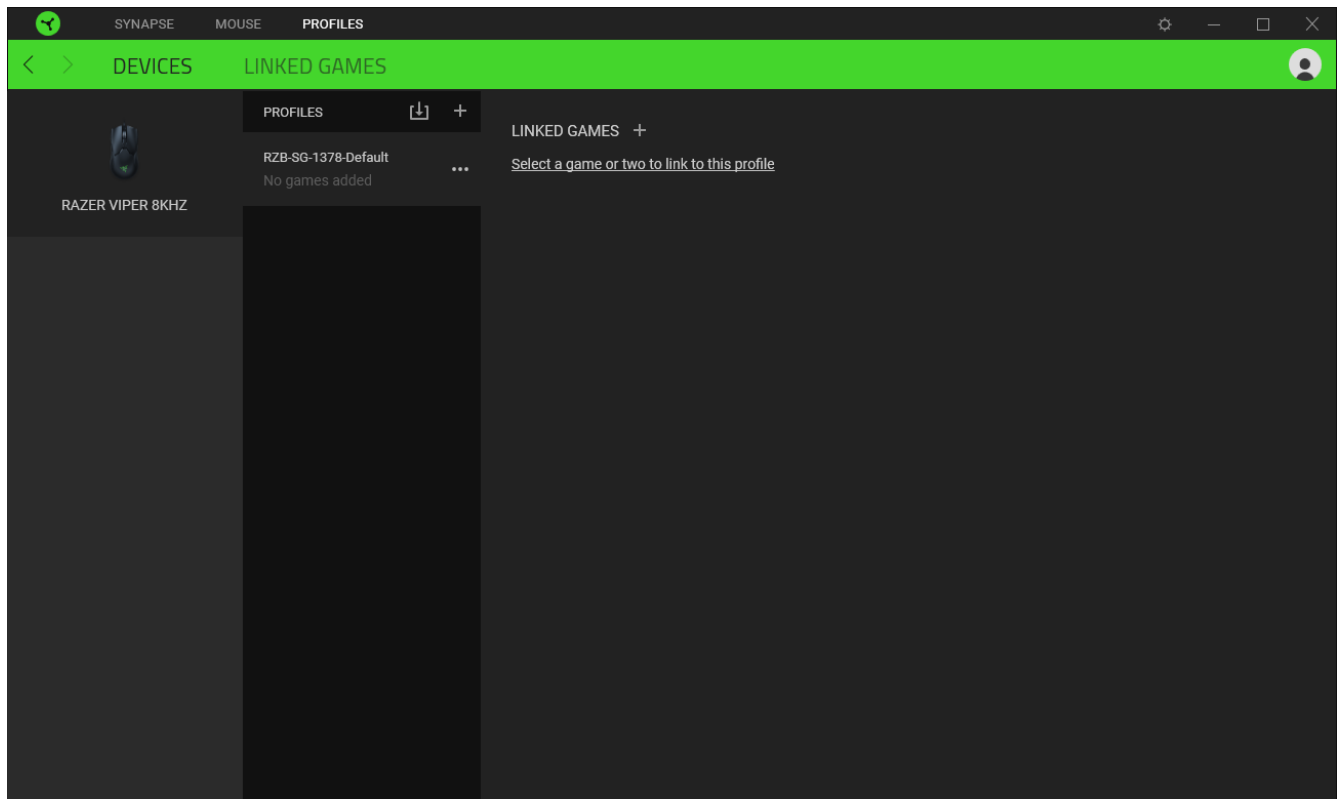 SYNAPSE MOUSE PROFILES
DEVICES LINKED GAMES
RAZER VIPER 8KHZ
PROFILES
RZB-SG-1378-Default
No games added
LINKED GAMES
Select a game or two to link to this profile